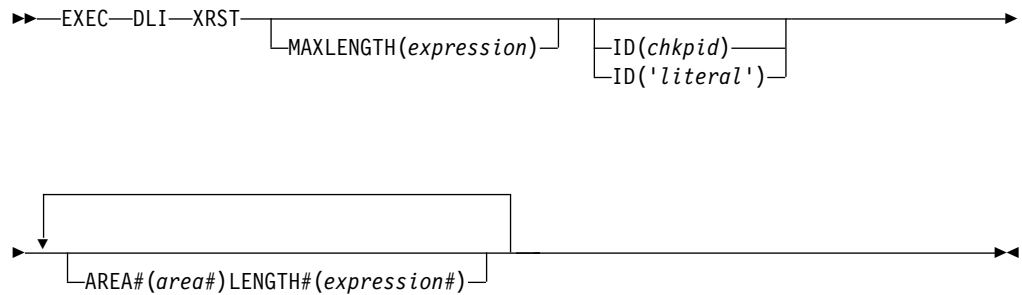 EXEC DLI XRST
MAXLENGTH(expression)
ID(chkpid)
ID('literal')
AREA#(area#)LENGTH#(expression#)